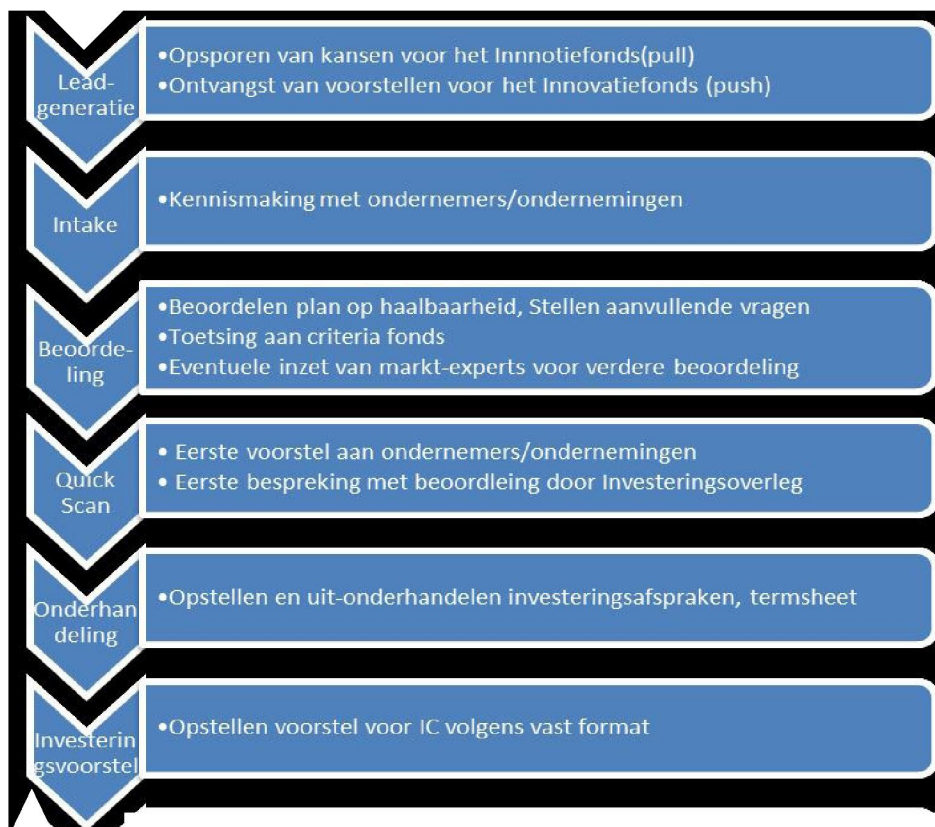 Lead-
generatie
•Opsporen van kansen voor het Innnotiefonds(pull)
•Ontvangst van voorstellen voor het Innovatiefonds (push)
Intake
•Kennismaking met ondernemers/ondernemingen
Beoorde-
ling
•Beoordelen plan op haalbaarheid, Stellen aanvullende vragen
•Toetsing aan criteria fonds
•Eventuele inzet van markt-experts voor verdere beoordeling
Quick
Scan
• Eerste voorstel aan ondernemers/ondernemingen
• Eerste bespreking met beoordleing door Investeringsoverleg
Onderhan
deling
•Opstellen en uit-onderhandelen investeringsafspraken, termsheet
Investerin
gsvoorstel
•Opstellen voorstel voor IC volgens vast format